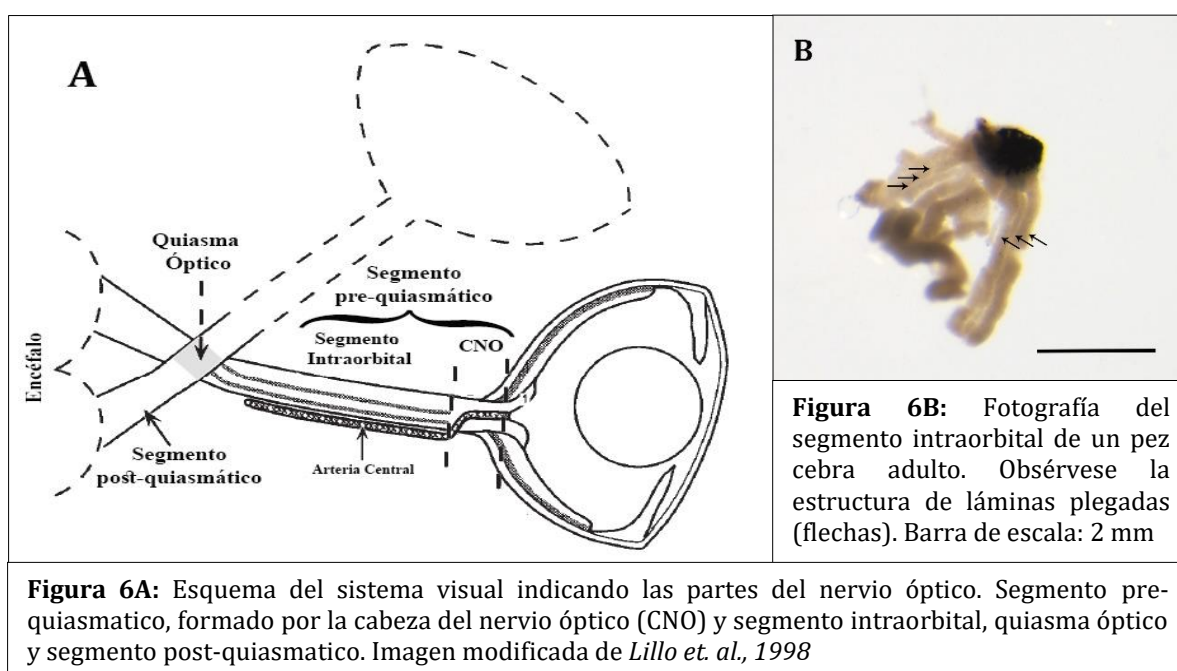 A
Quiasma
Óptico
Segmento
pre-quiasmático
Segmento
Intraorbital
CNO
Encéfalo
Segmento
post-quiasmático
Arteria Central
B
Figura 6B: Fotografía del
segmento intraorbital de un pez
cebra adulto. Obsérvese la
estructura de láminas plegadas
(flechas). Barra de escala: 2 mm
Figura 6A: Esquema del sistema visual indicando las partes del nervio óptico. Segmento pre-
quiasmatico, formado por la cabeza del nervio óptico (CNO) y segmento intraorbital, quiasma óptico
y segmento post-quiasmatico. Imagen modificada de Lillo et. al., 1998